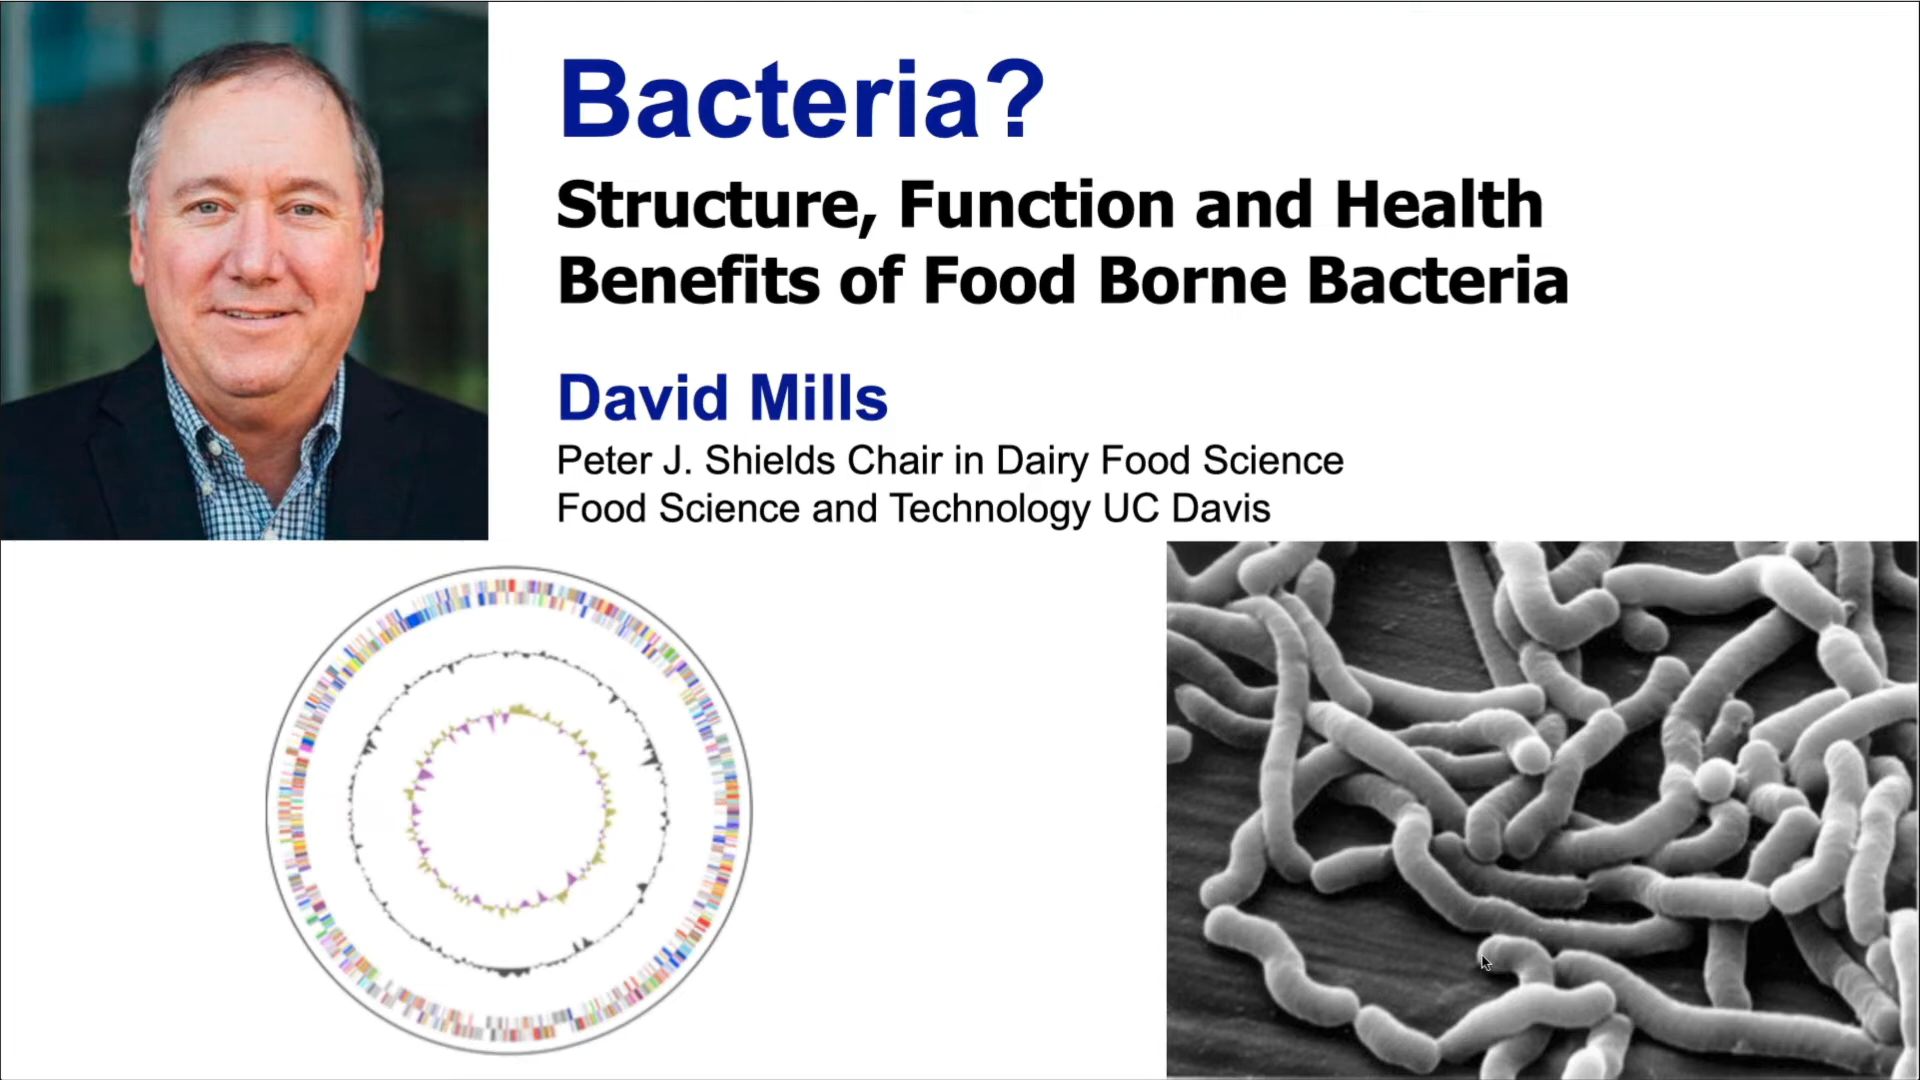 Bacteria?
Structure, Function and Health
Benefits of Food Borne Bacteria
David Mills
Peter J. Shields Chair in Dairy Food Science
Food Science and Technology UC Davis